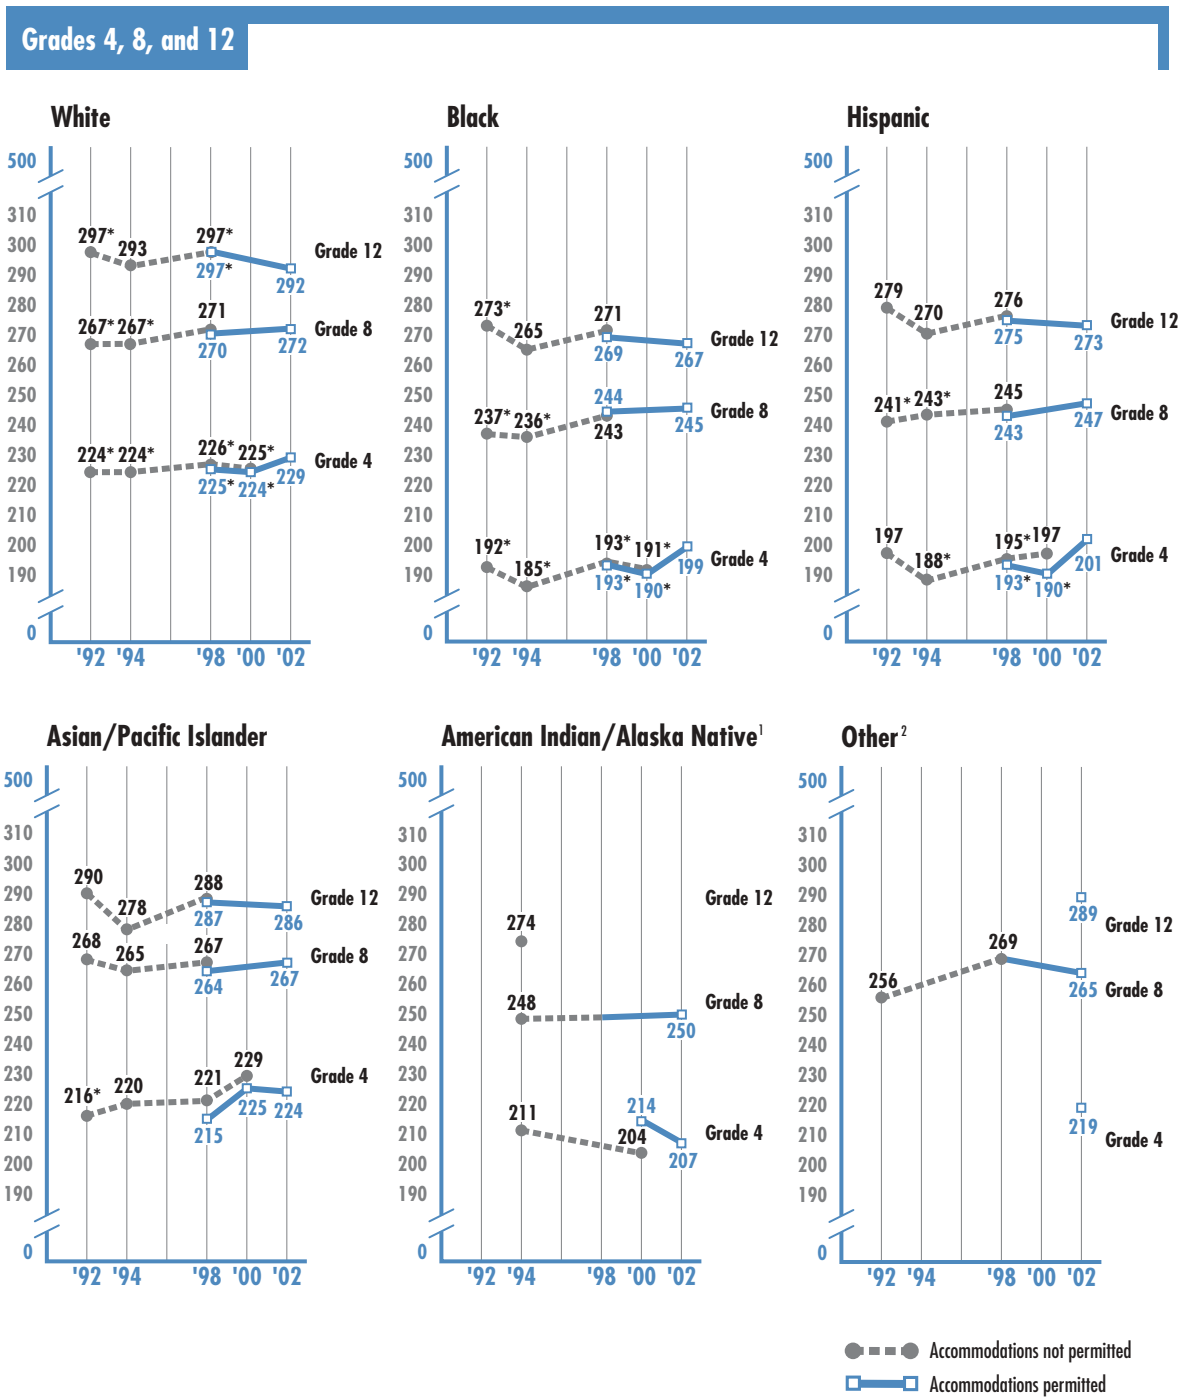 Grades 4, 8, and 12
White
500
310
300
290
280
270
260
250
240
230
220
210
200
190
0
297* 293 297*
297*
292
Grade 12
267* 267* 271
270
272
Grade 8
224* 224* 226* 225*
225* 224* 229
Grade 4
'92 '94 '98 '00 '02
Black
500
310
300
290
280
270
260
250
240
230
220
210
200
190
0
273* 265 271
269
267
Grade 12
244
237* 236* 243
245
Grade 8
192* 185* 193* 191*
193* 190* 199
Grade 4
'92 '94 '98 '00 '02
Hispanic
500
310
300
290
280
270
260
250
240
230
220
210
200
190
0
279 270 276
275
273
Grade 12
241* 243* 245
243
247
Grade 8
197 188* 195* 197
193* 190* 201
Grade 4
'92 '94 '98 '00 '02
Asian/Pacific Islander
500
310
300
290
280
270
260
250
240
230
220
210
200
190
0
290 278 288
287
286
Grade 12
268 265 267
264
267
Grade 8
216* 220 221 229
215 225 224
Grade 4
'92 '94 '98 '00 '02
American Indian/Alaska Native1
500
310
300
290
280
270
260
250
240
230
220
210
200
190
0
Grade 12
274
248
250
Grade 8
211 204
214
207
Grade 4
'92 '94 '98 '00 '02
Other2
500
310
300
290
280
270
260
250
240
230
220
210
200
190
0
289
Grade 12
256 269
265
Grade 8
219
Grade 4
'92 '94 '98 '00 '02
Accommodations not permitted
Accommodations permitted